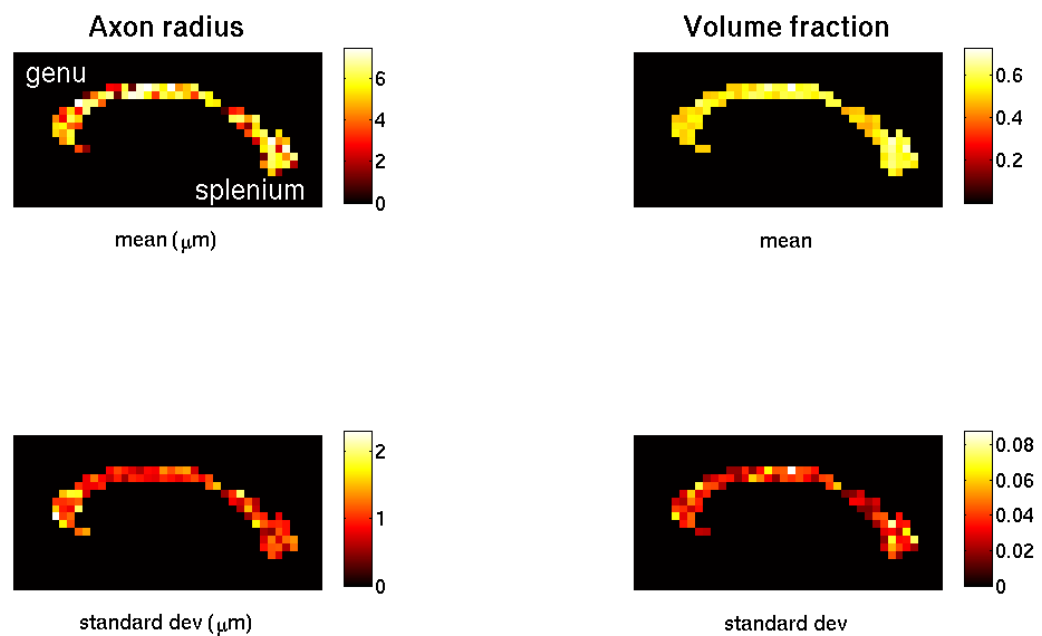 Axon radius
Volume fraction
genu
splenium
6
4
2
0
0.6
0.4
0.2
mean (μm)
mean
2
1
0
0.08
0.06
0.04
0.02
0
standard dev (μm)
standard dev